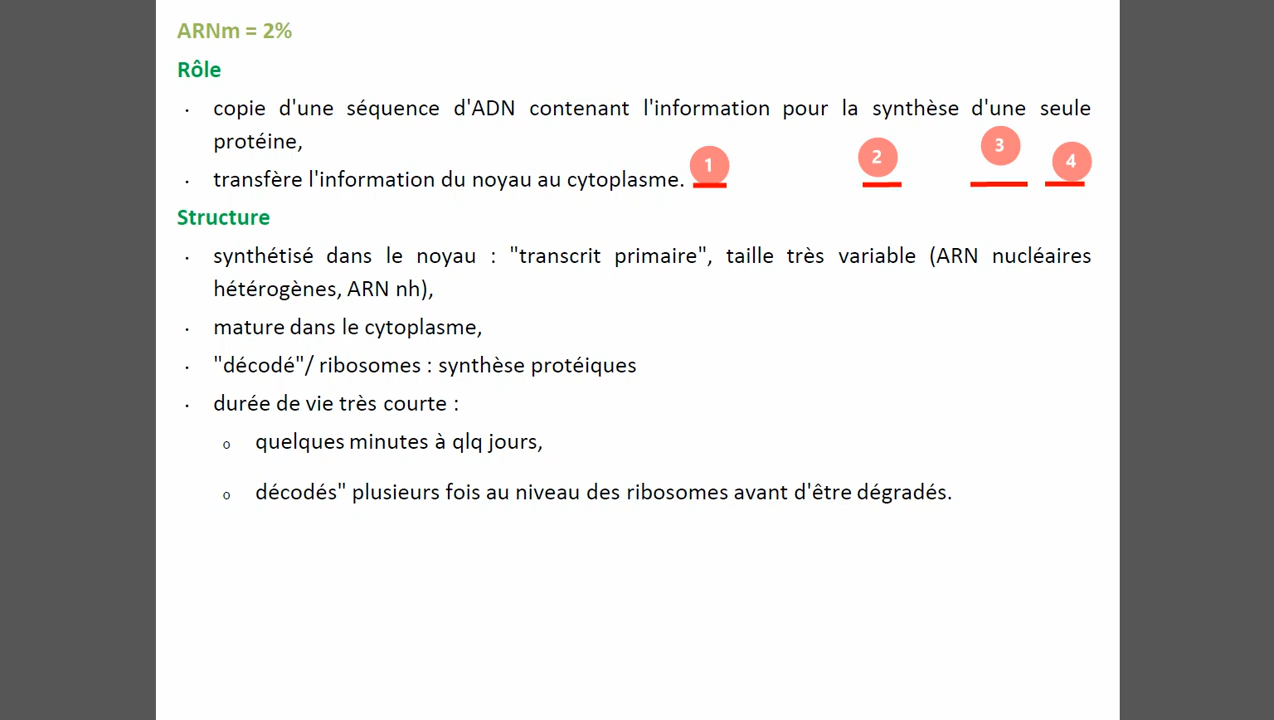 ARNm = 2%
Rôle
· copie d'une séquence d'ADN contenant l'information pour la synthèse d'une seule
protéine,
· transfère l'information du noyau au cytoplasme. 1 2 3 4
Structure
· synthétisé dans le noyau : "transcrit primaire", taille très variable (ARN nucléaires
hétérogènes, ARN nh),
· mature dans le cytoplasme,
· "décodé"/ ribosomes : synthèse protéiques
· durée de vie très courte :
o quelques minutes à qlq jours,
o décodés" plusieurs fois au niveau des ribosomes avant d'être dégradés.